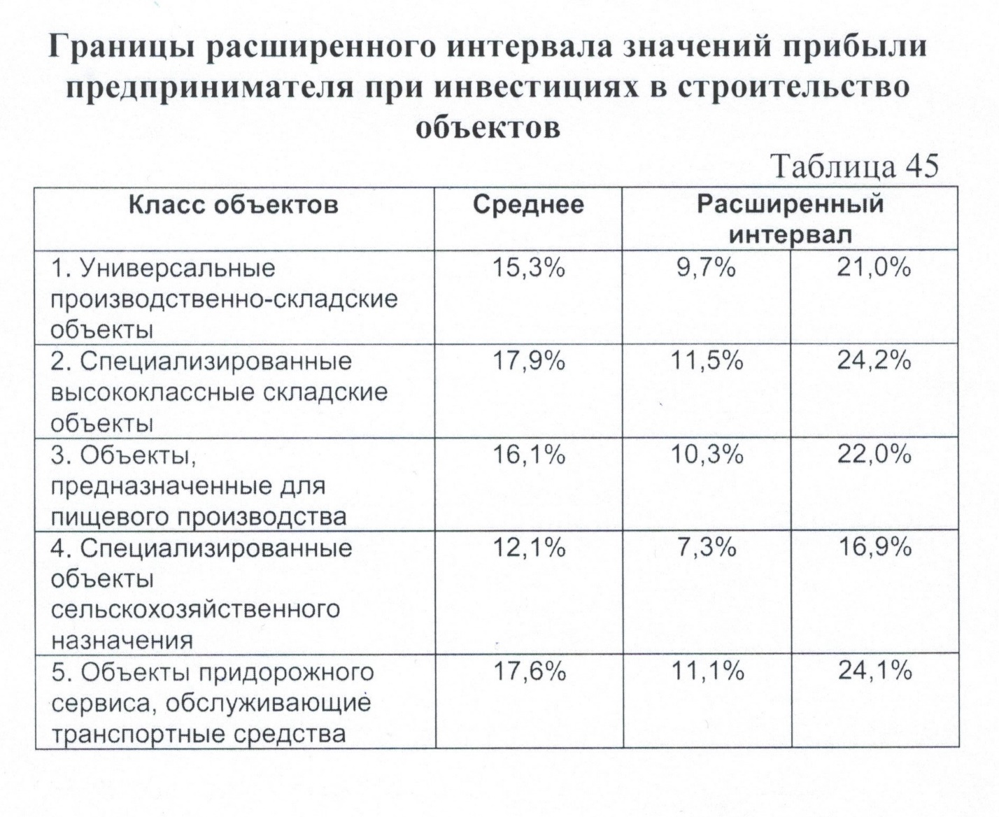 Границы расширенного интервала значений прибыли
предпринимателя при инвестициях в строительство
объектов
Таблица 45
Класс объектов Среднее Расширенный
интервал
1. Универсальные 15,3% 9,7% 21,0%
производственно-складские
объекты
2. Специализированные 17,9% 11,5% 24,2%
высококлассные складские
объекты
3. Объекты, 16,1% 10,3% 22,0%
предназначенные для
пищевого производства
4. Специализированные 12,1% 7,3% 16,9%
объекты
сельскохозяйственного
назначения
5. Объекты придорожного 17,6% 11,1% 24,1%
сервиса, обслуживающие
транспортные средства